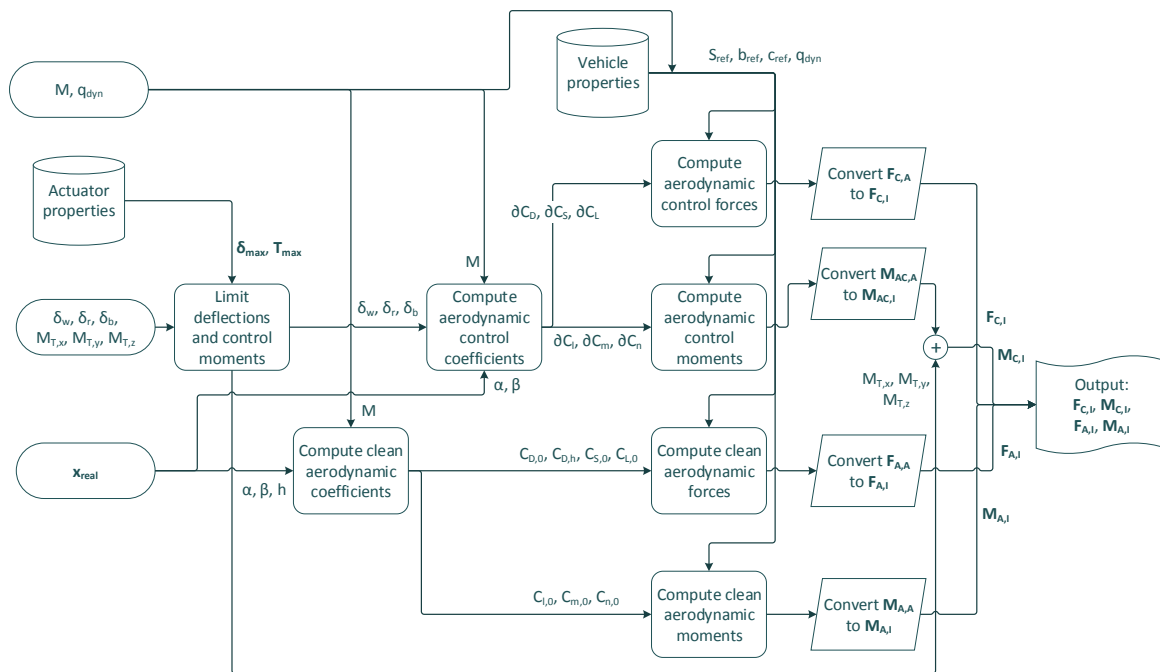 M, q_dyn
Vehicle
properties
S_ref, b_ref, c_ref, q_dyn
Actuator
properties
Compute
aerodynamic
control forces
Convert F_C,A
to F_C,I
∂C_D, ∂C_S, ∂C_L
δ_max, T_max
M
δ_w, δ_r, δ_b,
M_T,x, M_T,y, M_T,z
Limit
deflections
and control
moments
δ_w, δ_r, δ_b
Compute
aerodynamic
control
coefficients
∂C_l, ∂C_m, ∂C_n
Compute
aerodynamic
control
moments
Convert M_AC,A
to M_AC,I
F_C,I
+
M_C,I
α, β
M_T,x, M_T,y,
M_T,z
Output:
F_C,I, M_C,I,
F_A,I, M_A,I
M
x_real
α, β, h
Compute clean
aerodynamic
coefficients
C_D,0, C_D,h, C_S,0, C_L,0
Compute clean
aerodynamic
forces
Convert F_A,A
to F_A,I
F_A,I
M_A,I
C_l,0, C_m,0, C_n,0
Compute clean
aerodynamic
moments
Convert M_A,A
to M_A,I